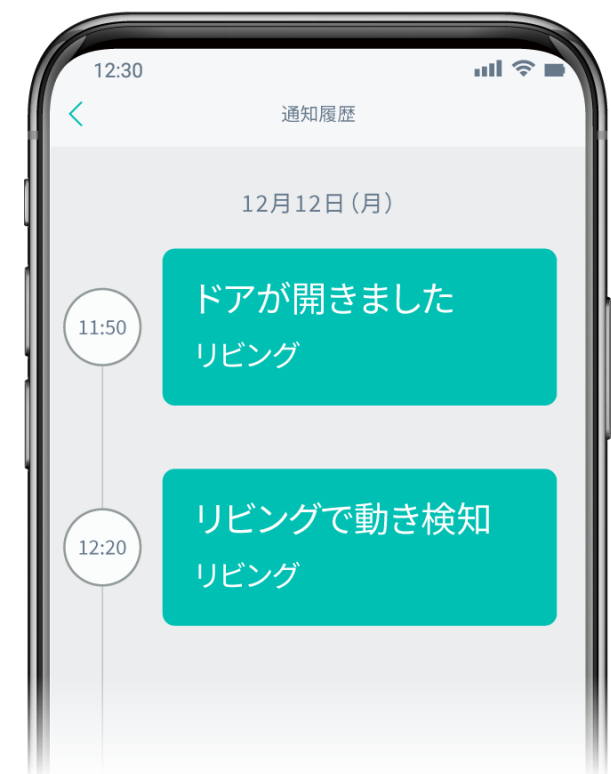 12:30
通知履歴
12月12日（月）
11:50
ドアが開きました
リビング
12:20
リビングで動き検知
リビング